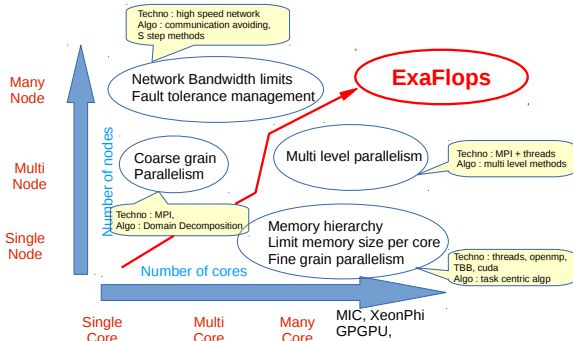 Techno : high speed network
Algo : communication avoiding,
S step methods
Many
Node
Network Bandwidth limits
Fault tolerance management
ExaFlops
Multi
Node
Number of nodes
Coarse grain
Parallelism
Multi level parallelism
Techno : MPI + threads
Algo : multi level methods
Techno : MPI,
Algo : Domain Decomposition
Single
Node
Memory hierarchy
Limit memory size per core
Fine grain parallelism
Techno : threads, openmp,
TBB, cuda
Algo : task centric algp
Number of cores
Single
Core
Multi
Core
Many
Core
MIC, XeonPhi
GPGPU,